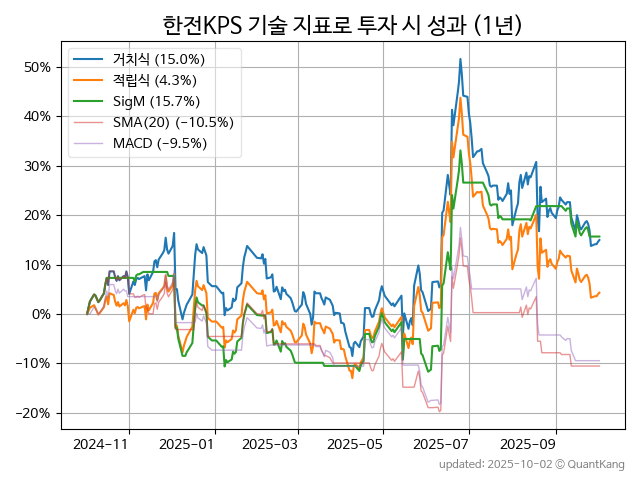 한전KPS 기술 지표로 투자 시 성과 (1년)
거치식 (15.0%)
적립식 (4.3%)
SigM (15.7%)
SMA(20) (−10.5%)
MACD (−9.5%)
50%
40%
30%
20%
10%
0%
−10%
−20%
2024-11 2025-01 2025-03 2025-05 2025-07 2025-09
updated: 2025-10-02 ⓒ QuantKang